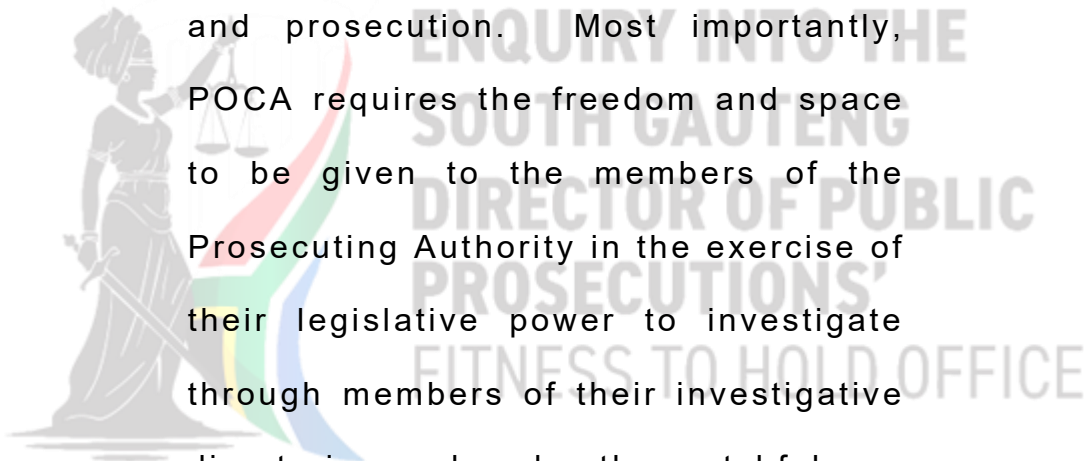 and prosecution. Most importantly,
POCA requires the freedom and space
to be given to the members of the
Prosecuting Authority in the exercise of
their legislative power to investigate
through members of their investigative
ENQUIRY INTO THE
SOUTH GAUTENG
DIRECTOR OF PUBLIC
PROSECUTIONS'
FITNESS TO HOLD OFFICE